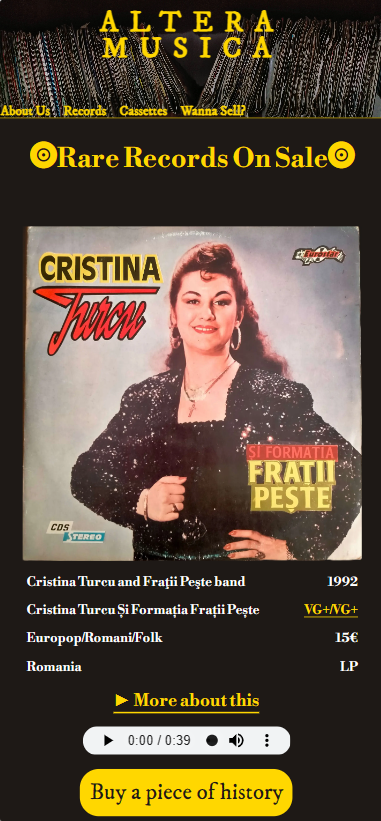 ALTERA
MUSICA
About Us Records Cassettes Wanna Sell?
Rare Records On Sale
Eurostar
CRISTINA
Turcu
ȘI FORMAȚIA
FRAȚII
PEȘTE
CDS
STEREO
Cristina Turcu and Frații Pește band 1992
Cristina Turcu Și Formația Frații Pește VG+/VG+
Europop/Romani/Folk 15€
Romania LP
► More about this
0:00 / 0:39
Buy a piece of history